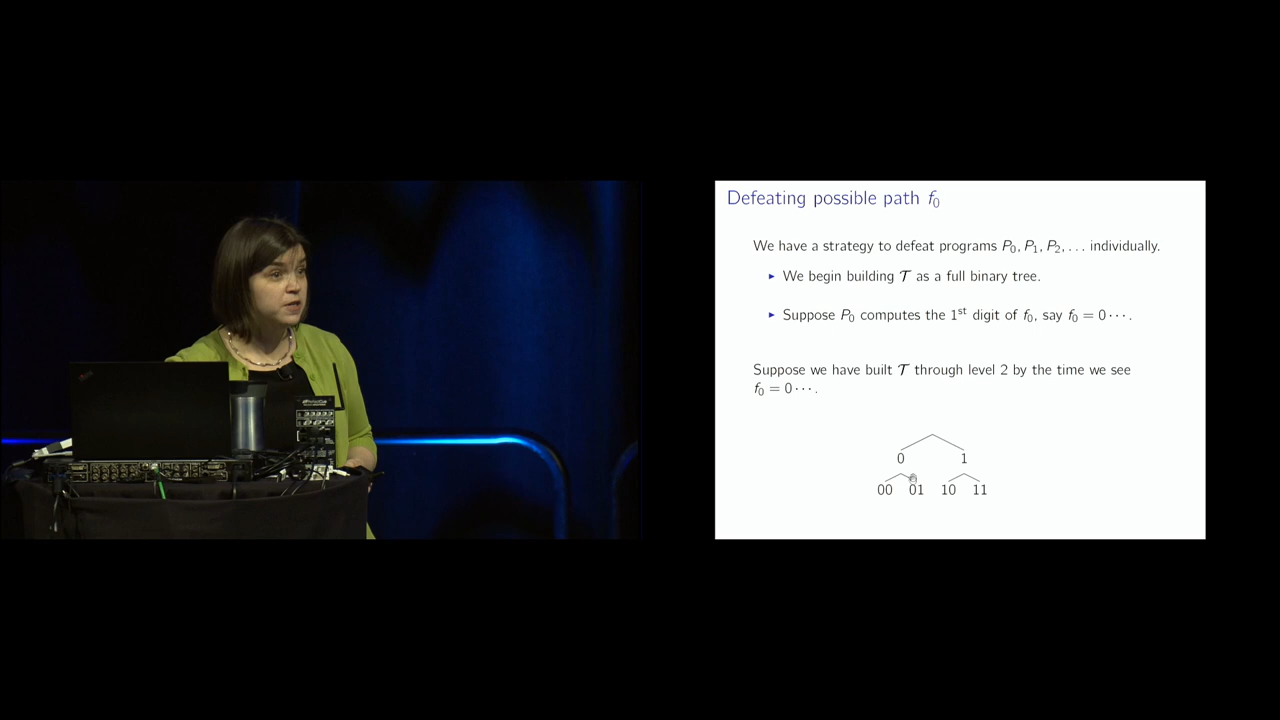 Defeating possible path f₀
We have a strategy to defeat programs P₀, P₁, P₂, . . . individually.
▸ We begin building 𝒯 as a full binary tree.
▸ Suppose P₀ computes the 1ˢᵗ digit of f₀, say f₀ = 0 · · · .
Suppose we have built 𝒯 through level 2 by the time we see
f₀ = 0 · · · .
0 1
00 01 10 11